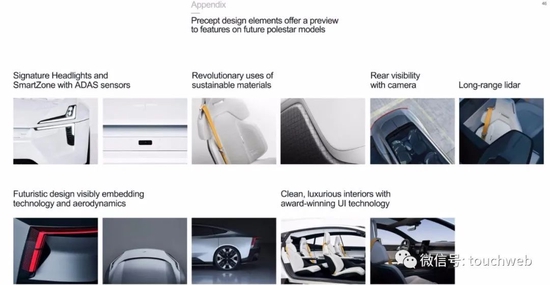 Appendix
46
Precept design elements offer a preview
to features on future polestar models
Signature Headlights and
SmartZone with ADAS sensors
Revolutionary uses of
sustainable materials
Rear visibility
with camera
Long-range lidar
Futuristic design visibly embedding
technology and aerodynamics
Clean, luxurious interiors with
award-winning UI technology
微信号: touchweb